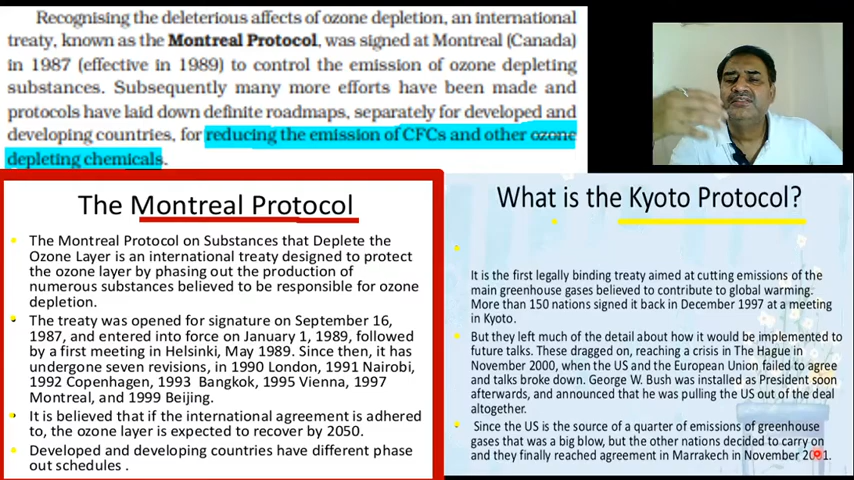 Recognising the deleterious affects of ozone depletion, an international
treaty, known as the Montreal Protocol, was signed at Montreal (Canada)
in 1987 (effective in 1989) to control the emission of ozone depleting
substances. Subsequently many more efforts have been made and
protocols have laid down definite roadmaps, separately for developed and
developing countries, for reducing the emission of CFCs and other ozone
depleting chemicals.
The Montreal Protocol
The Montreal Protocol on Substances that Deplete the
Ozone Layer is an international treaty designed to protect
the ozone layer by phasing out the production of
numerous substances believed to be responsible for ozone
depletion.
The treaty was opened for signature on September 16,
1987, and entered into force on January 1, 1989, followed
by a first meeting in Helsinki, May 1989. Since then, it has
undergone seven revisions, in 1990 London, 1991 Nairobi,
1992 Copenhagen, 1993 Bangkok, 1995 Vienna, 1997
Montreal, and 1999 Beijing.
It is believed that if the international agreement is adhered
to, the ozone layer is expected to recover by 2050.
Developed and developing countries have different phase
out schedules .
What is the Kyoto Protocol?
It is the first legally binding treaty aimed at cutting emissions of the
main greenhouse gases believed to contribute to global warming.
More than 150 nations signed it back in December 1997 at a meeting
in Kyoto.
But they left much of the detail about how it would be implemented to
future talks. These dragged on, reaching a crisis in The Hague in
November 2000, when the US and the European Union failed to agree
and talks broke down. George W. Bush was installed as President soon
afterwards, and announced that he was pulling the US out of the deal
altogether.
Since the US is the source of a quarter of emissions of greenhouse
gases that was a big blow, but the other nations decided to carry on
and they finally reached agreement in Marrakech in November